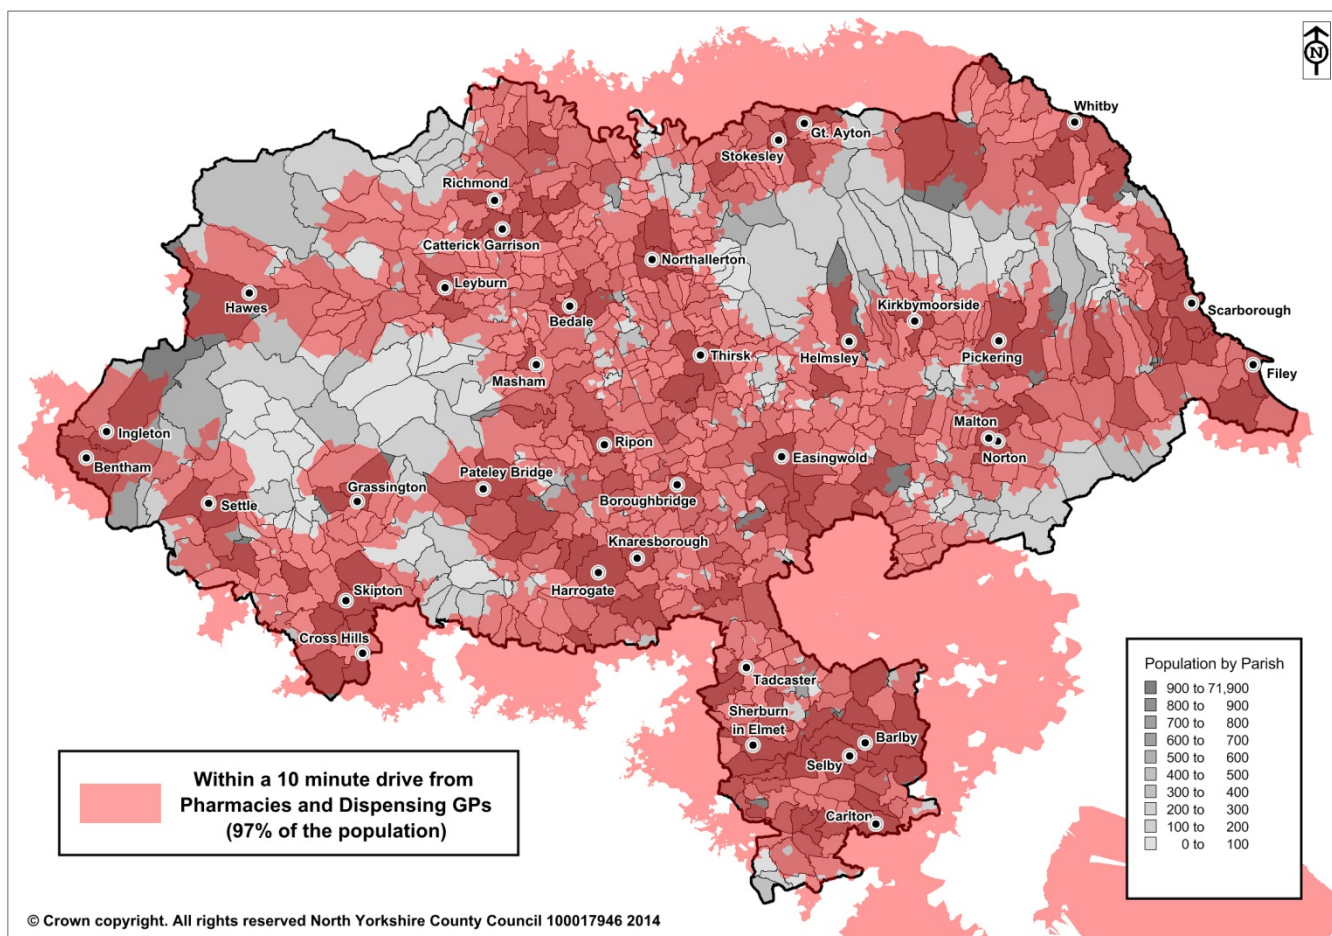 N
Whitby
Gt. Ayton
Stokesley
Richmond
Catterick Garrison
Northallerton
Leyburn
Hawes
Bedale
Kirkbymoorside
Scarborough
Thirsk
Helmsley
Pickering
Masham
Filey
Ingleton
Malton
Ripon
Bentham
Easingwold
Norton
Pateley Bridge
Grassington
Settle
Boroughbridge
Knaresborough
Harrogate
Skipton
Cross Hills
Tadcaster
Sherburn
in Elmet
Barlby
Selby
Carlton
Population by Parish
900 to 71,900
800 to 900
700 to 800
600 to 700
500 to 600
400 to 500
300 to 400
200 to 300
100 to 200
0 to 100
Within a 10 minute drive from
Pharmacies and Dispensing GPs
(97% of the population)
© Crown copyright. All rights reserved North Yorkshire County Council 100017946 2014